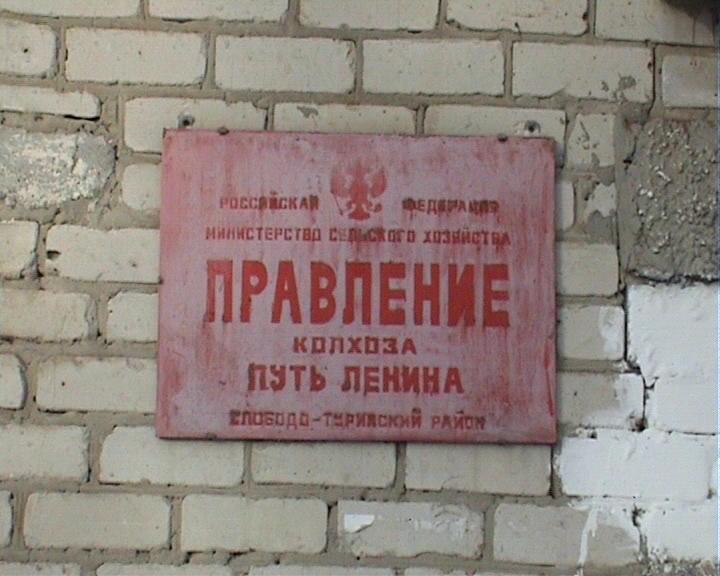 РОССИЙСКАЯ ФЕДЕРАЦИЯ
МИНИСТЕРСТВО СЕЛЬСКОГО ХОЗЯЙСТВА
ПРАВЛЕНИЕ
КОЛХОЗА
ПУТЬ ЛЕНИНА
СЛОБОДО-ТУРИНСКИЙ РАЙОН